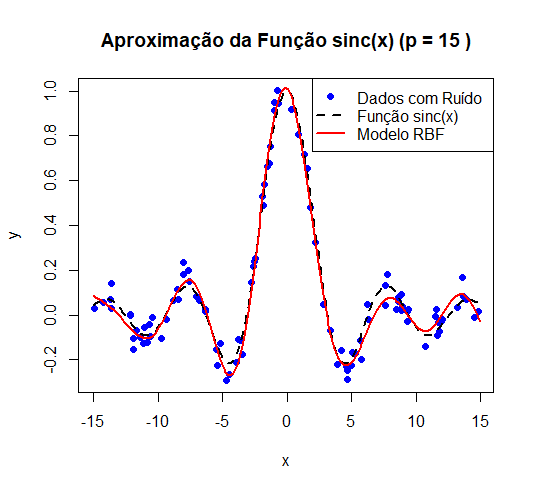 Aproximação da Função sinc(x) (p = 15 )
Dados com Ruído
Função sinc(x)
Modelo RBF
1.0
0.8
0.6
0.4
0.2
0.0
-0.2
y
-15 -10 -5 0 5 10 15
x